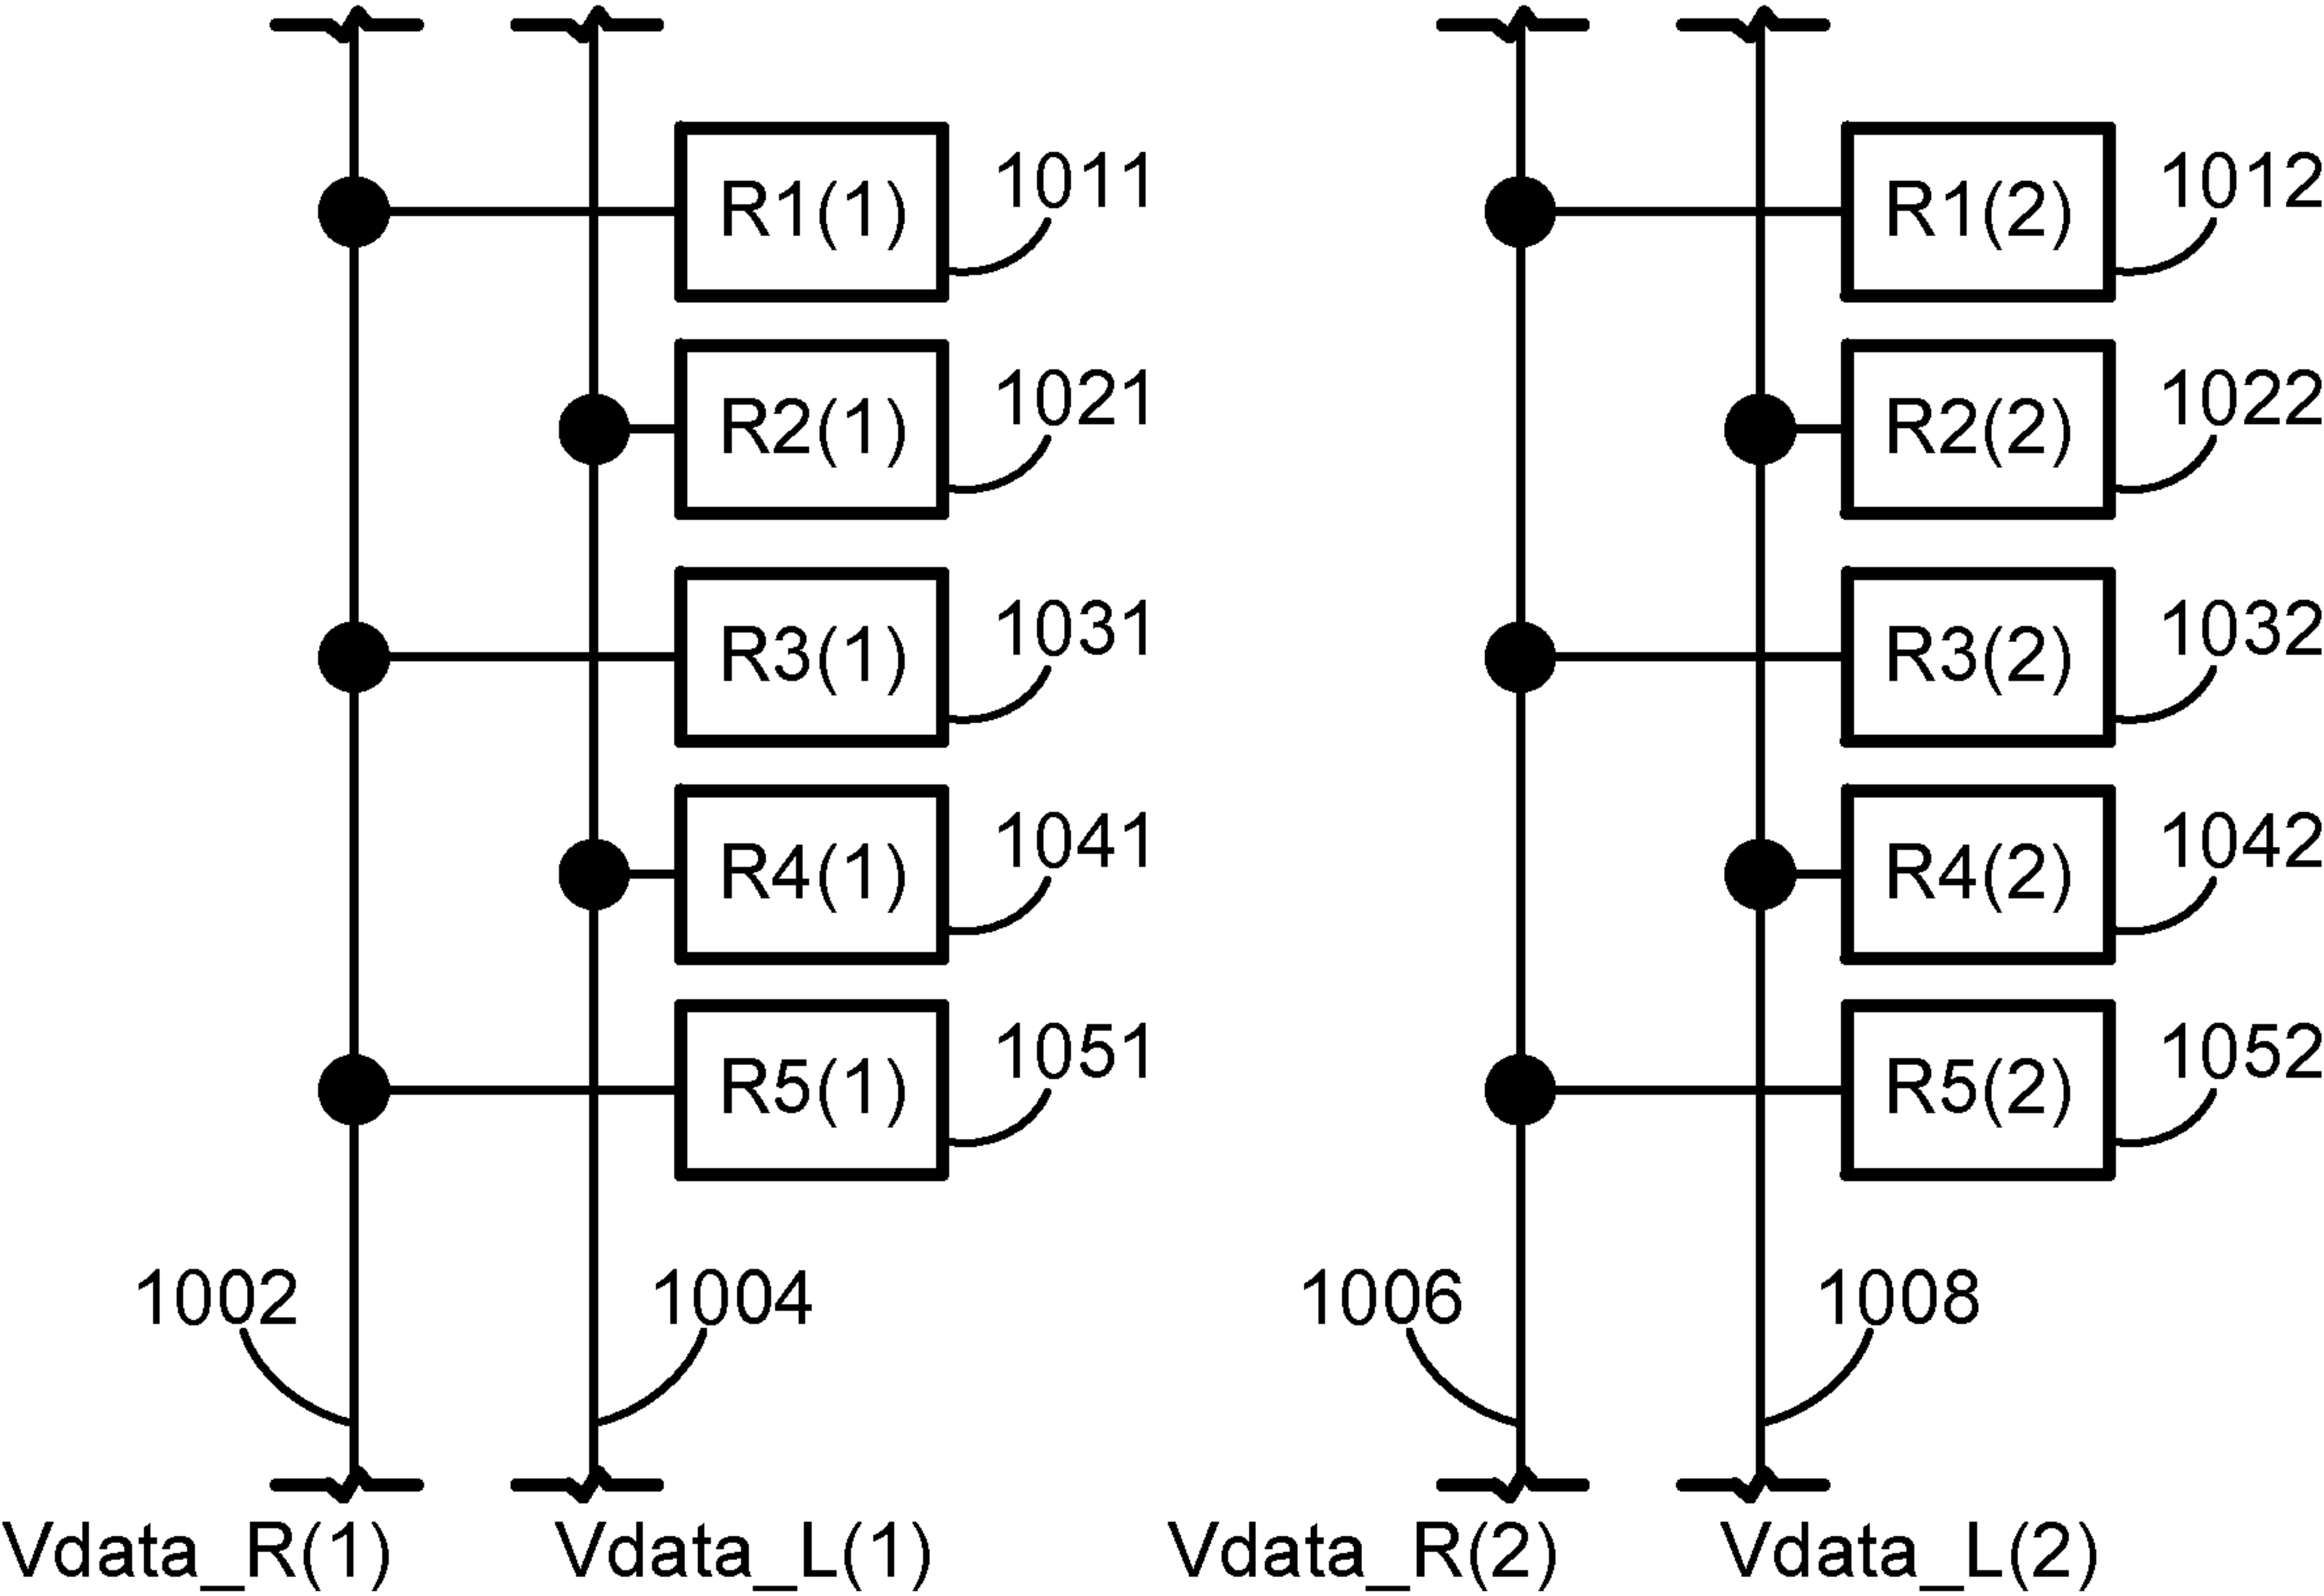 R1(1) 1011 R1(2) 1012
R2(1) 1021 R2(2) 1022
R3(1) 1031 R3(2) 1032
R4(1) 1041 R4(2) 1042
R5(1) 1051 R5(2) 1052
1002 1004 1006 1008
Vdata_R(1) Vdata_L(1) Vdata_R(2) Vdata_L(2)